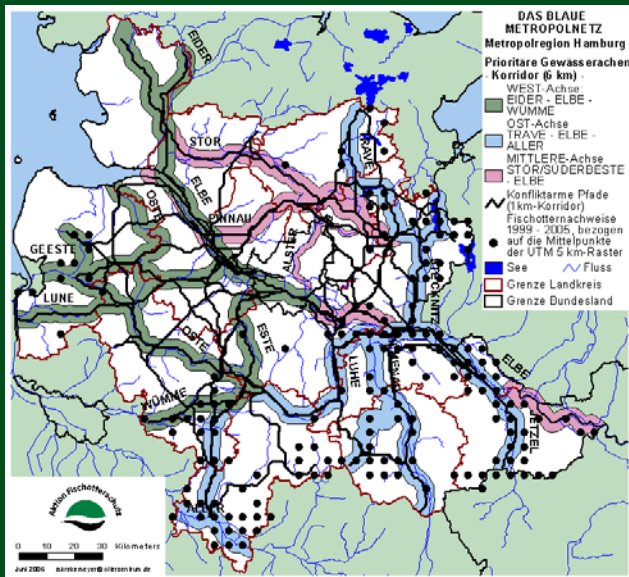 DAS BLAUE
METROPOLNETZ
Metropolregion Hamburg
Prioritäre Gewässerachen
- Korridor (6 km) -
WEST-Achse:
EIDER - ELBE -
WÜMME
OST-Achse
TRAVE - ELBE -
ALLER
MITTLERE-Achse
STÖR/SÜDERBESTE
- ELBE
Konfliktarme Pfade
(1km-Korridor)
Fischotternachweise
1999 - 2005, bezogen
auf die Mittelpunkte
der UTM 5 km-Raster
See
Fluss
Grenze Landkreis
Grenze Bundesland
EIDER
STÖR
TRAVE
ELBE
OSTE
PINNAU
ALSTER
GEESTE
STECKNITZ
LUNE
OSTE
ESTE
LUHE
ELBE
WÜMME
JETZEL
ALLER
Aktion Fischotterschutz
0 10 20 30 Kilometers
Juni 2006